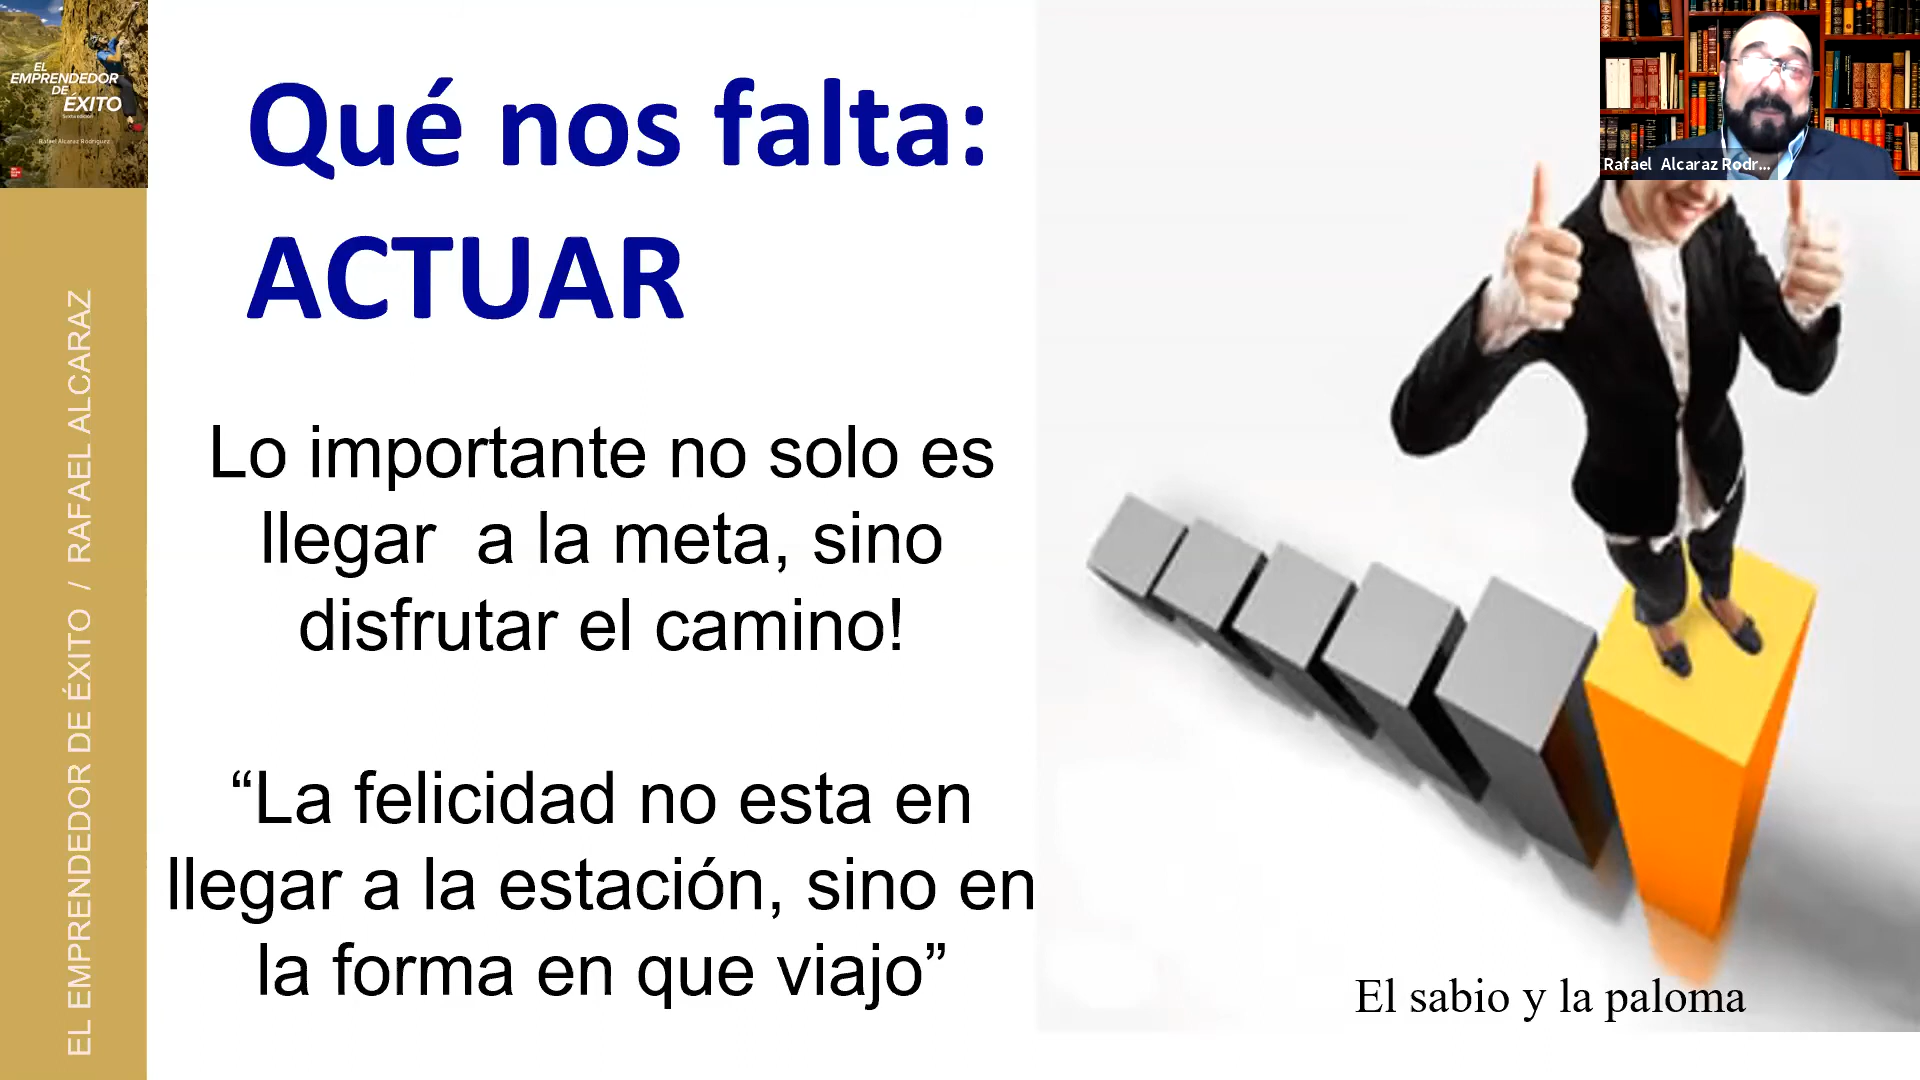 EL
EMPRENDEDOR
DE
ÉXITO
Sexta edición
Rafael Alcaraz Rodríguez
EL EMPRENDEDOR DE ÉXITO / RAFAEL ALCARAZ
Qué nos falta:
ACTUAR
Lo importante no solo es
llegar a la meta, sino
disfrutar el camino!
“La felicidad no esta en
llegar a la estación, sino en
la forma en que viajo”
Rafael Alcaraz Rodr...
El sabio y la paloma